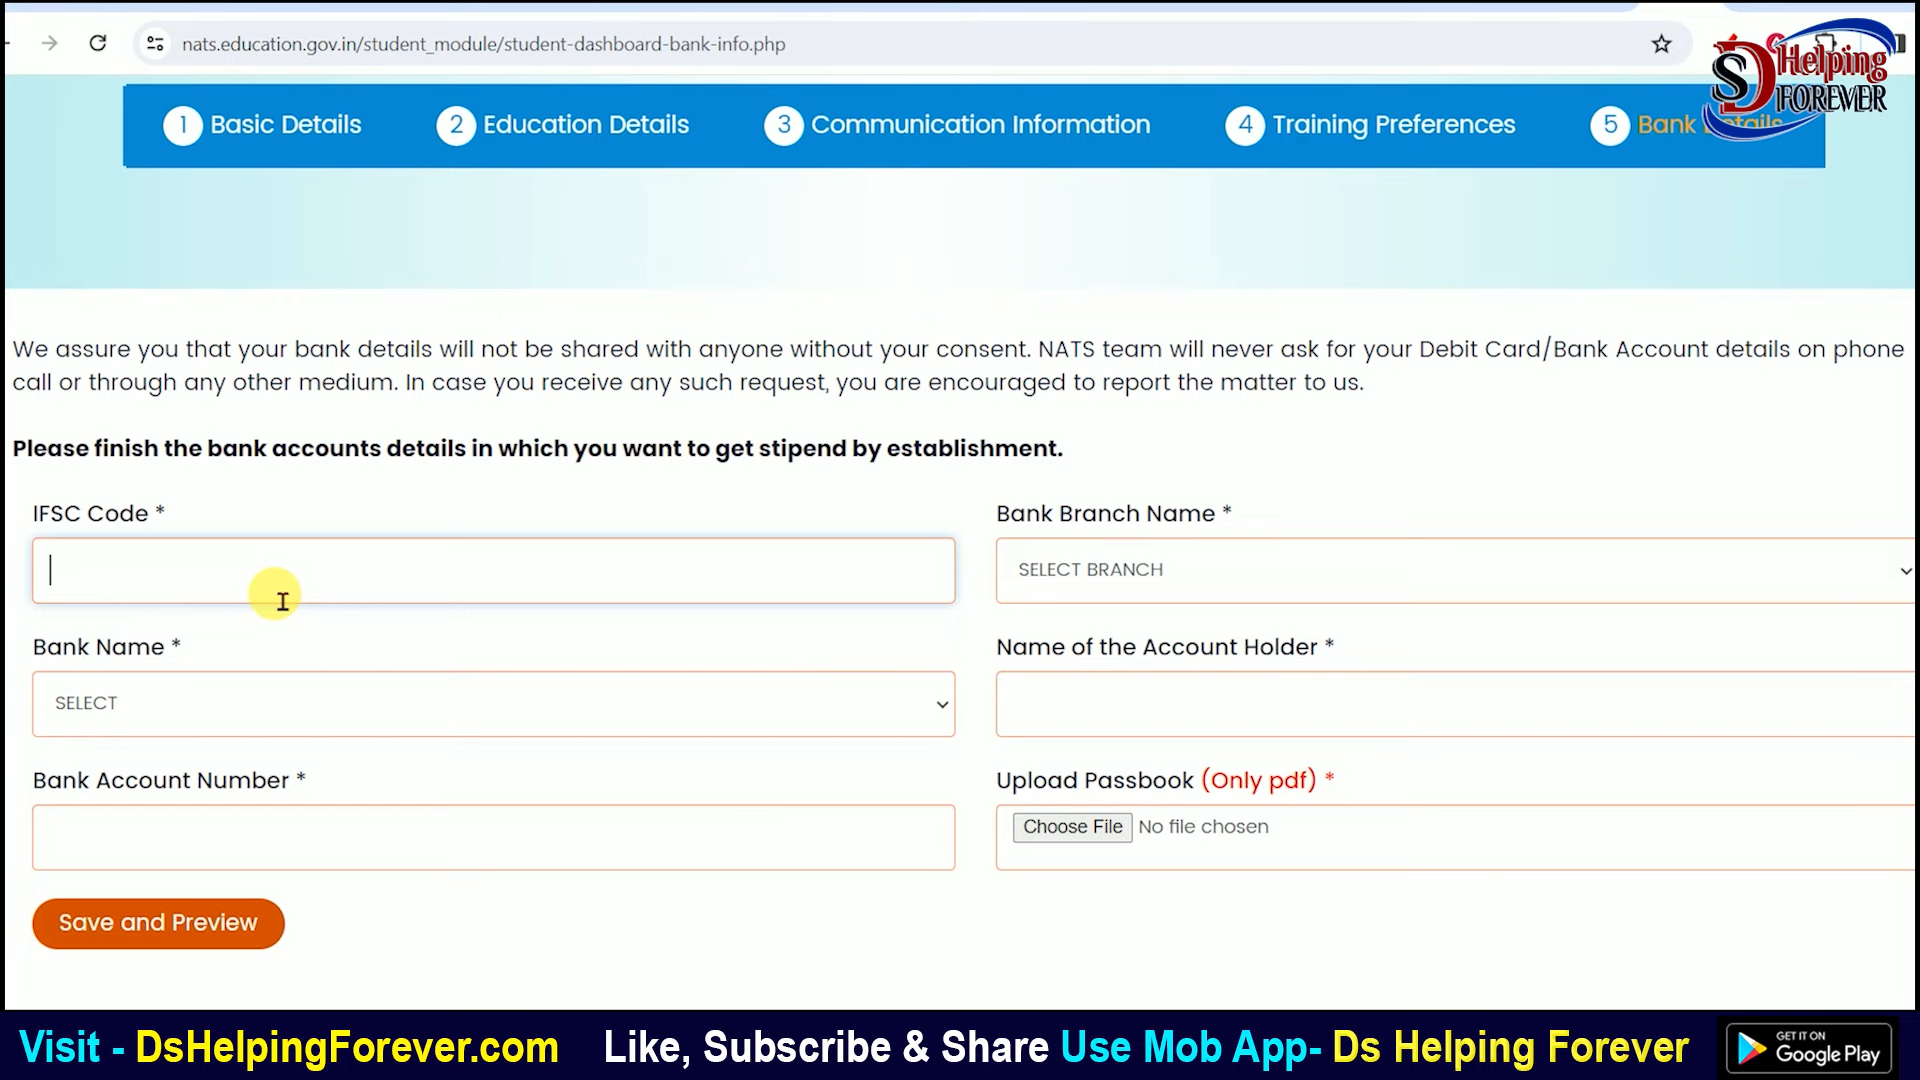 nats.education.gov.in/student_module/student-dashboard-bank-info.php
SD Helping FOREVER
1 Basic Details 2 Education Details 3 Communication Information 4 Training Preferences 5 Bank Details
We assure you that your bank details will not be shared with anyone without your consent. NATS team will never ask for your Debit Card/Bank Account details on phone
call or through any other medium. In case you receive any such request, you are encouraged to report the matter to us.
Please finish the bank accounts details in which you want to get stipend by establishment.
IFSC Code * Bank Branch Name *
SELECT BRANCH
Bank Name * Name of the Account Holder *
SELECT
Bank Account Number * Upload Passbook (Only pdf) *
Choose File No file chosen
Save and Preview
Visit - DsHelpingForever.com Like, Subscribe & Share Use Mob App- Ds Helping Forever GET IT ON Google Play